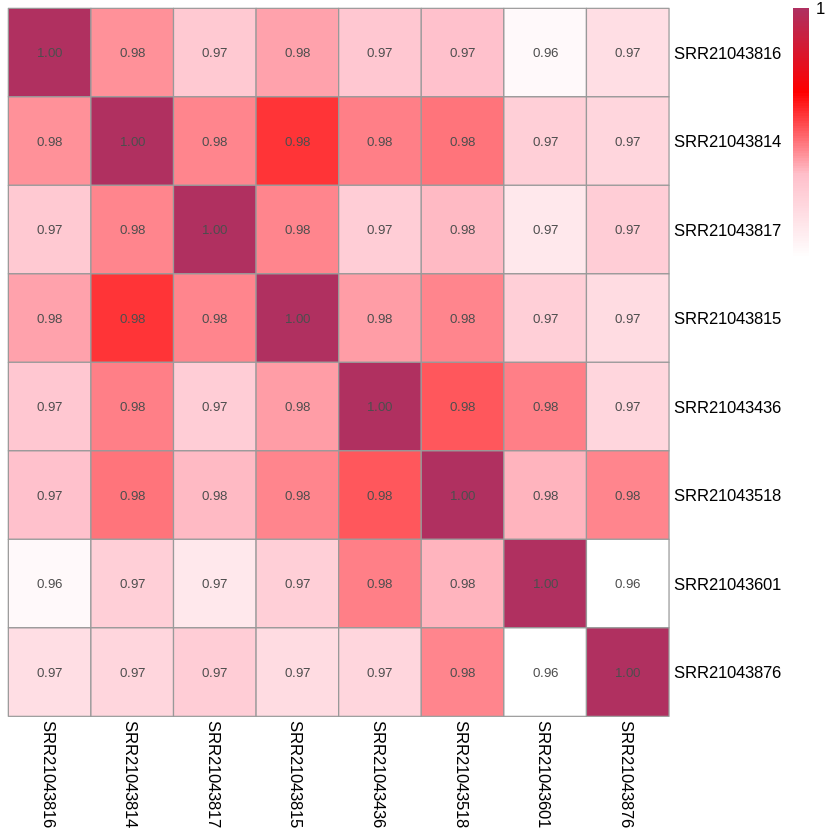 1
1.00 0.98 0.97 0.98 0.97 0.97 0.96 0.97 SRR21043816
0.98 1.00 0.98 0.98 0.98 0.98 0.97 0.97 SRR21043814
0.97 0.98 1.00 0.98 0.97 0.98 0.97 0.97 SRR21043817
0.98 0.98 0.98 1.00 0.98 0.98 0.97 0.97 SRR21043815
0.97 0.98 0.97 0.98 1.00 0.98 0.98 0.97 SRR21043436
0.97 0.98 0.98 0.98 0.98 1.00 0.98 0.98 SRR21043518
0.96 0.97 0.97 0.97 0.98 0.98 1.00 0.96 SRR21043601
0.97 0.97 0.97 0.97 0.97 0.98 0.96 1.00 SRR21043876
SRR21043816
SRR21043814
SRR21043817
SRR21043815
SRR21043436
SRR21043518
SRR21043601
SRR21043876